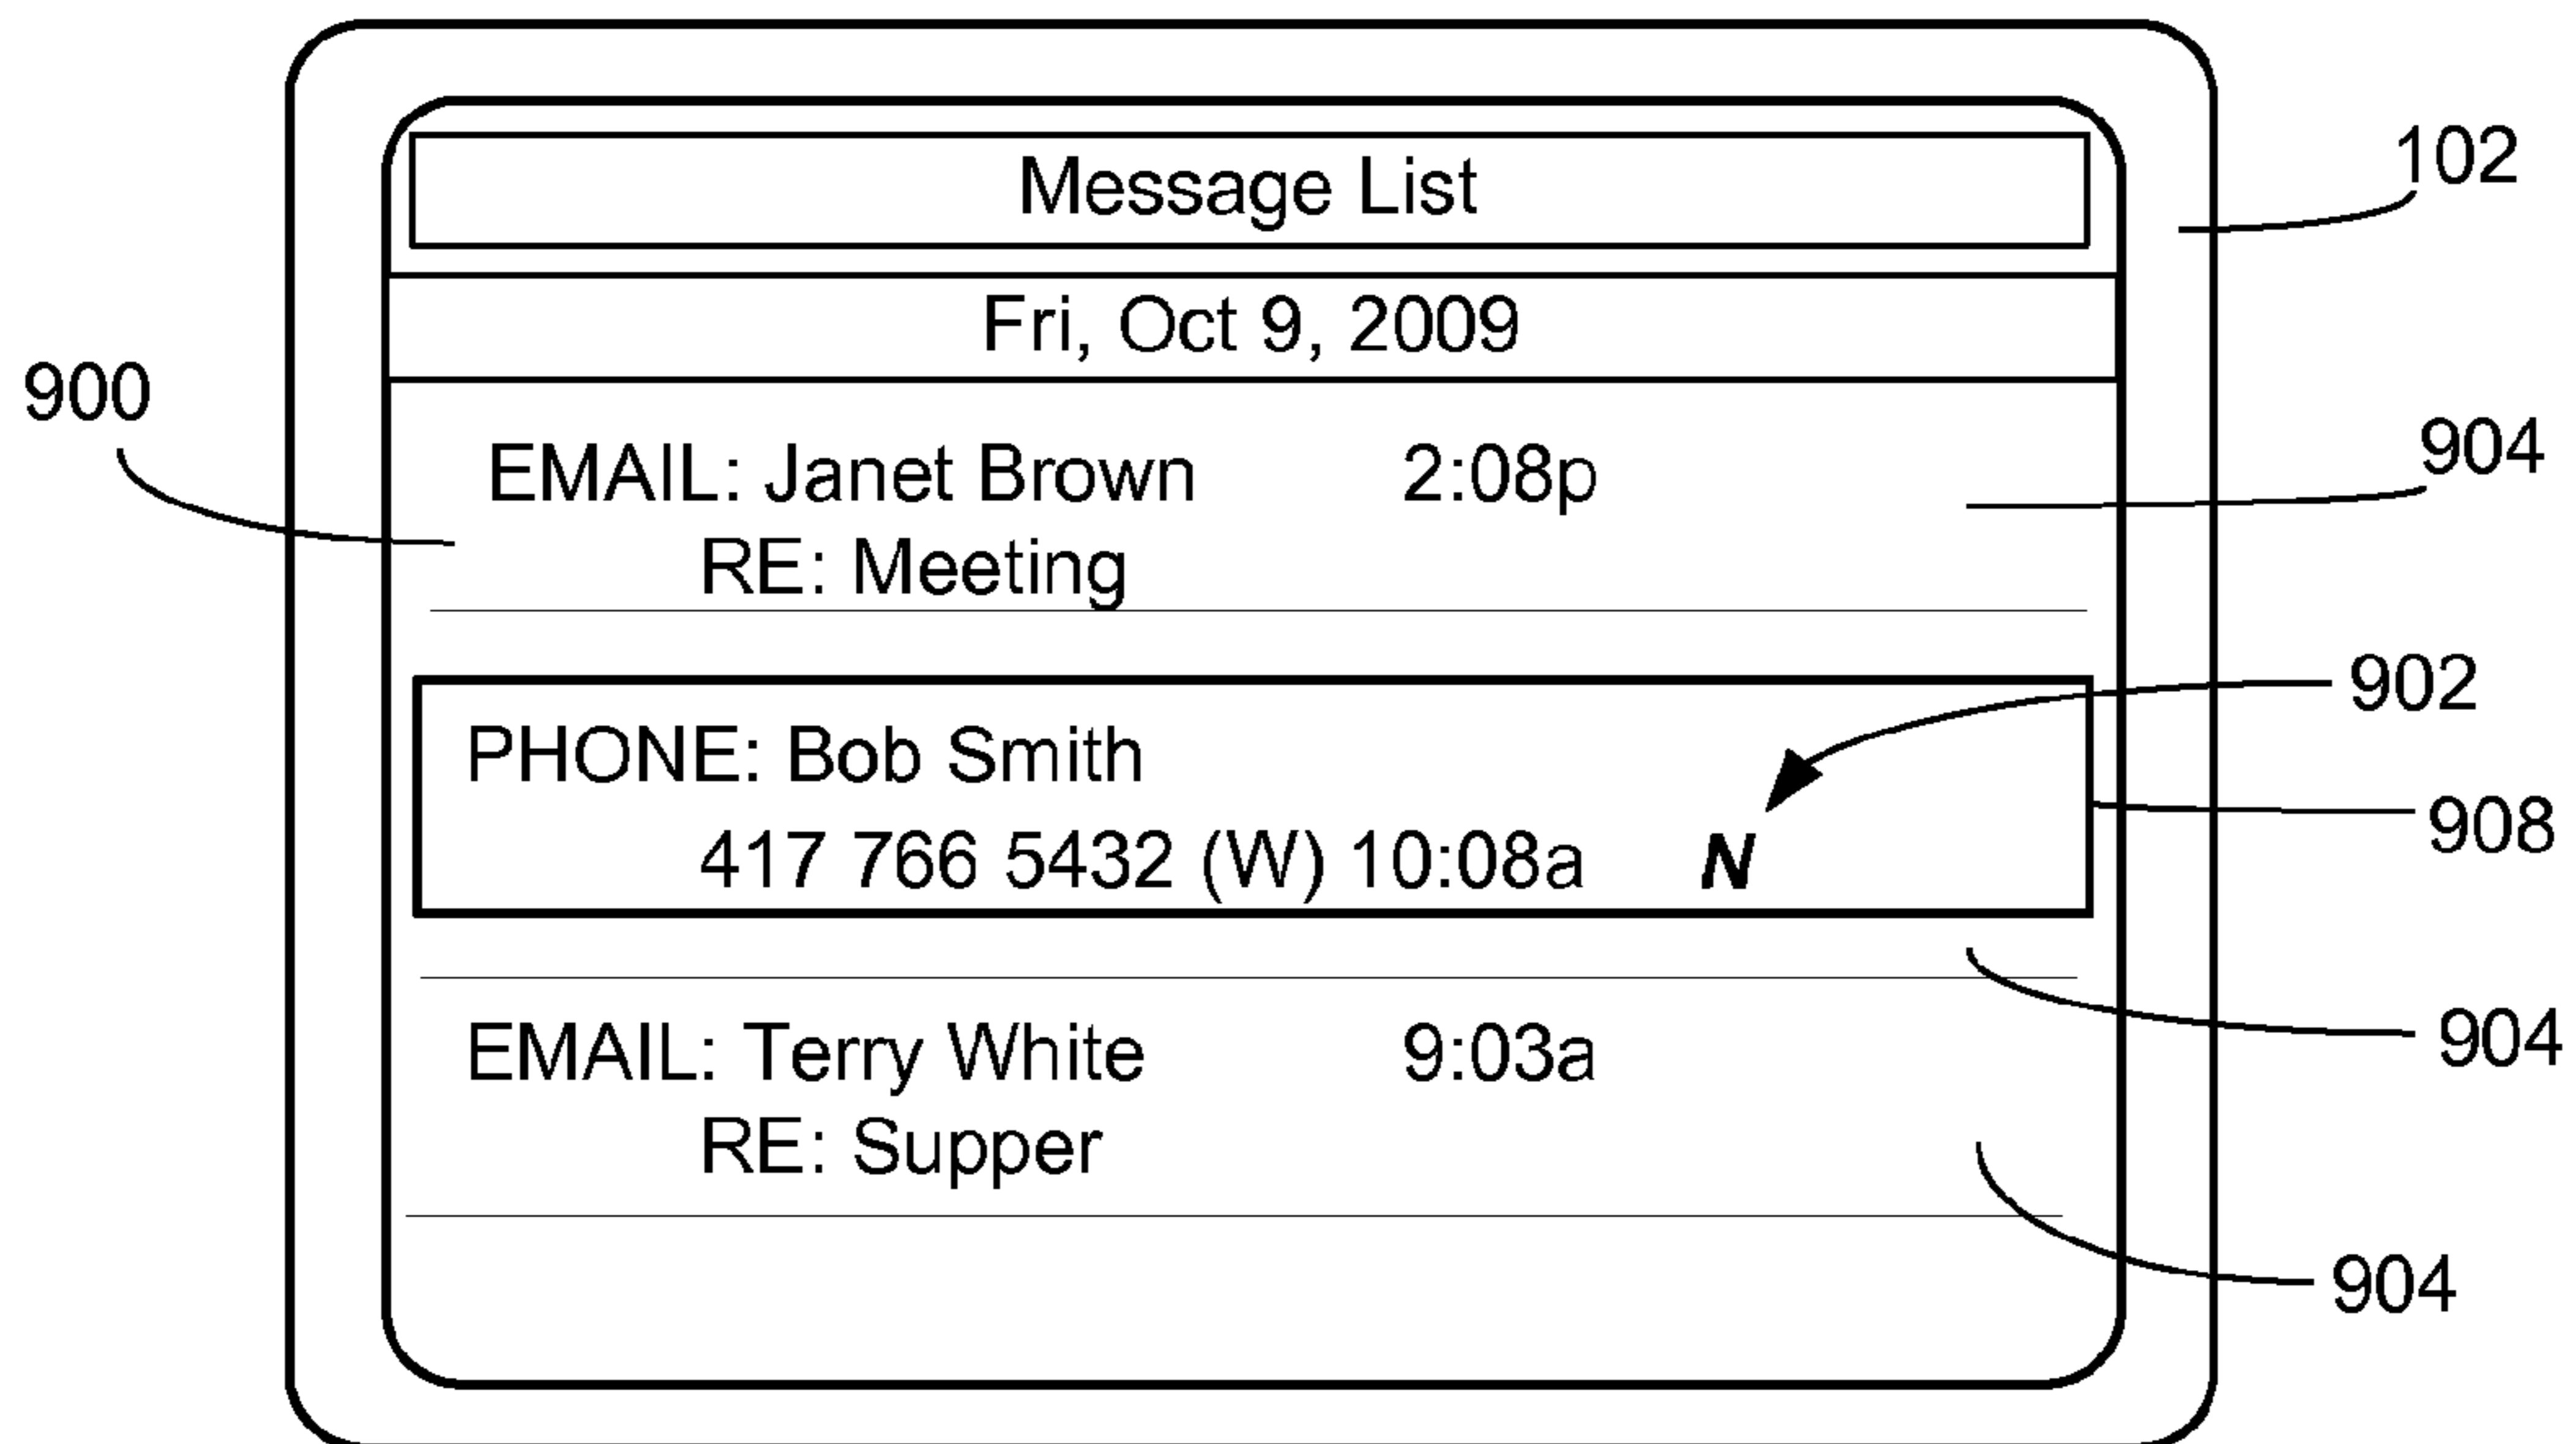 Message List
102
Fri, Oct 9, 2009
900
EMAIL: Janet Brown 2:08p
904
RE: Meeting
902
PHONE: Bob Smith
908
417 766 5432 (W) 10:08a N
904
EMAIL: Terry White 9:03a
RE: Supper
904